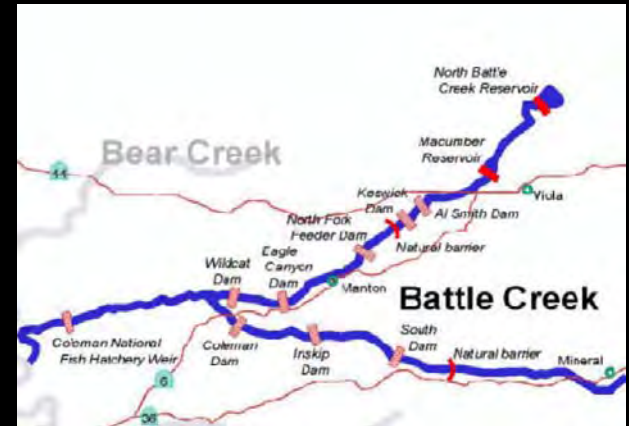 North Battle
Creek Reservoir
Macumber
Reservoir
Bear Creek
44
Keswick
Dam
Viola
Al Smith Dam
North Fork
Feeder Dam
Natural barrier
Eagle
Canyon
Dam
Wildcat
Dam
Manton
Battle Creek
Coleman National
Fish Hatchery Weir
Coleman
Dam
Inskip
Dam
South
Dam
Natural barrier
Mineral
6
36